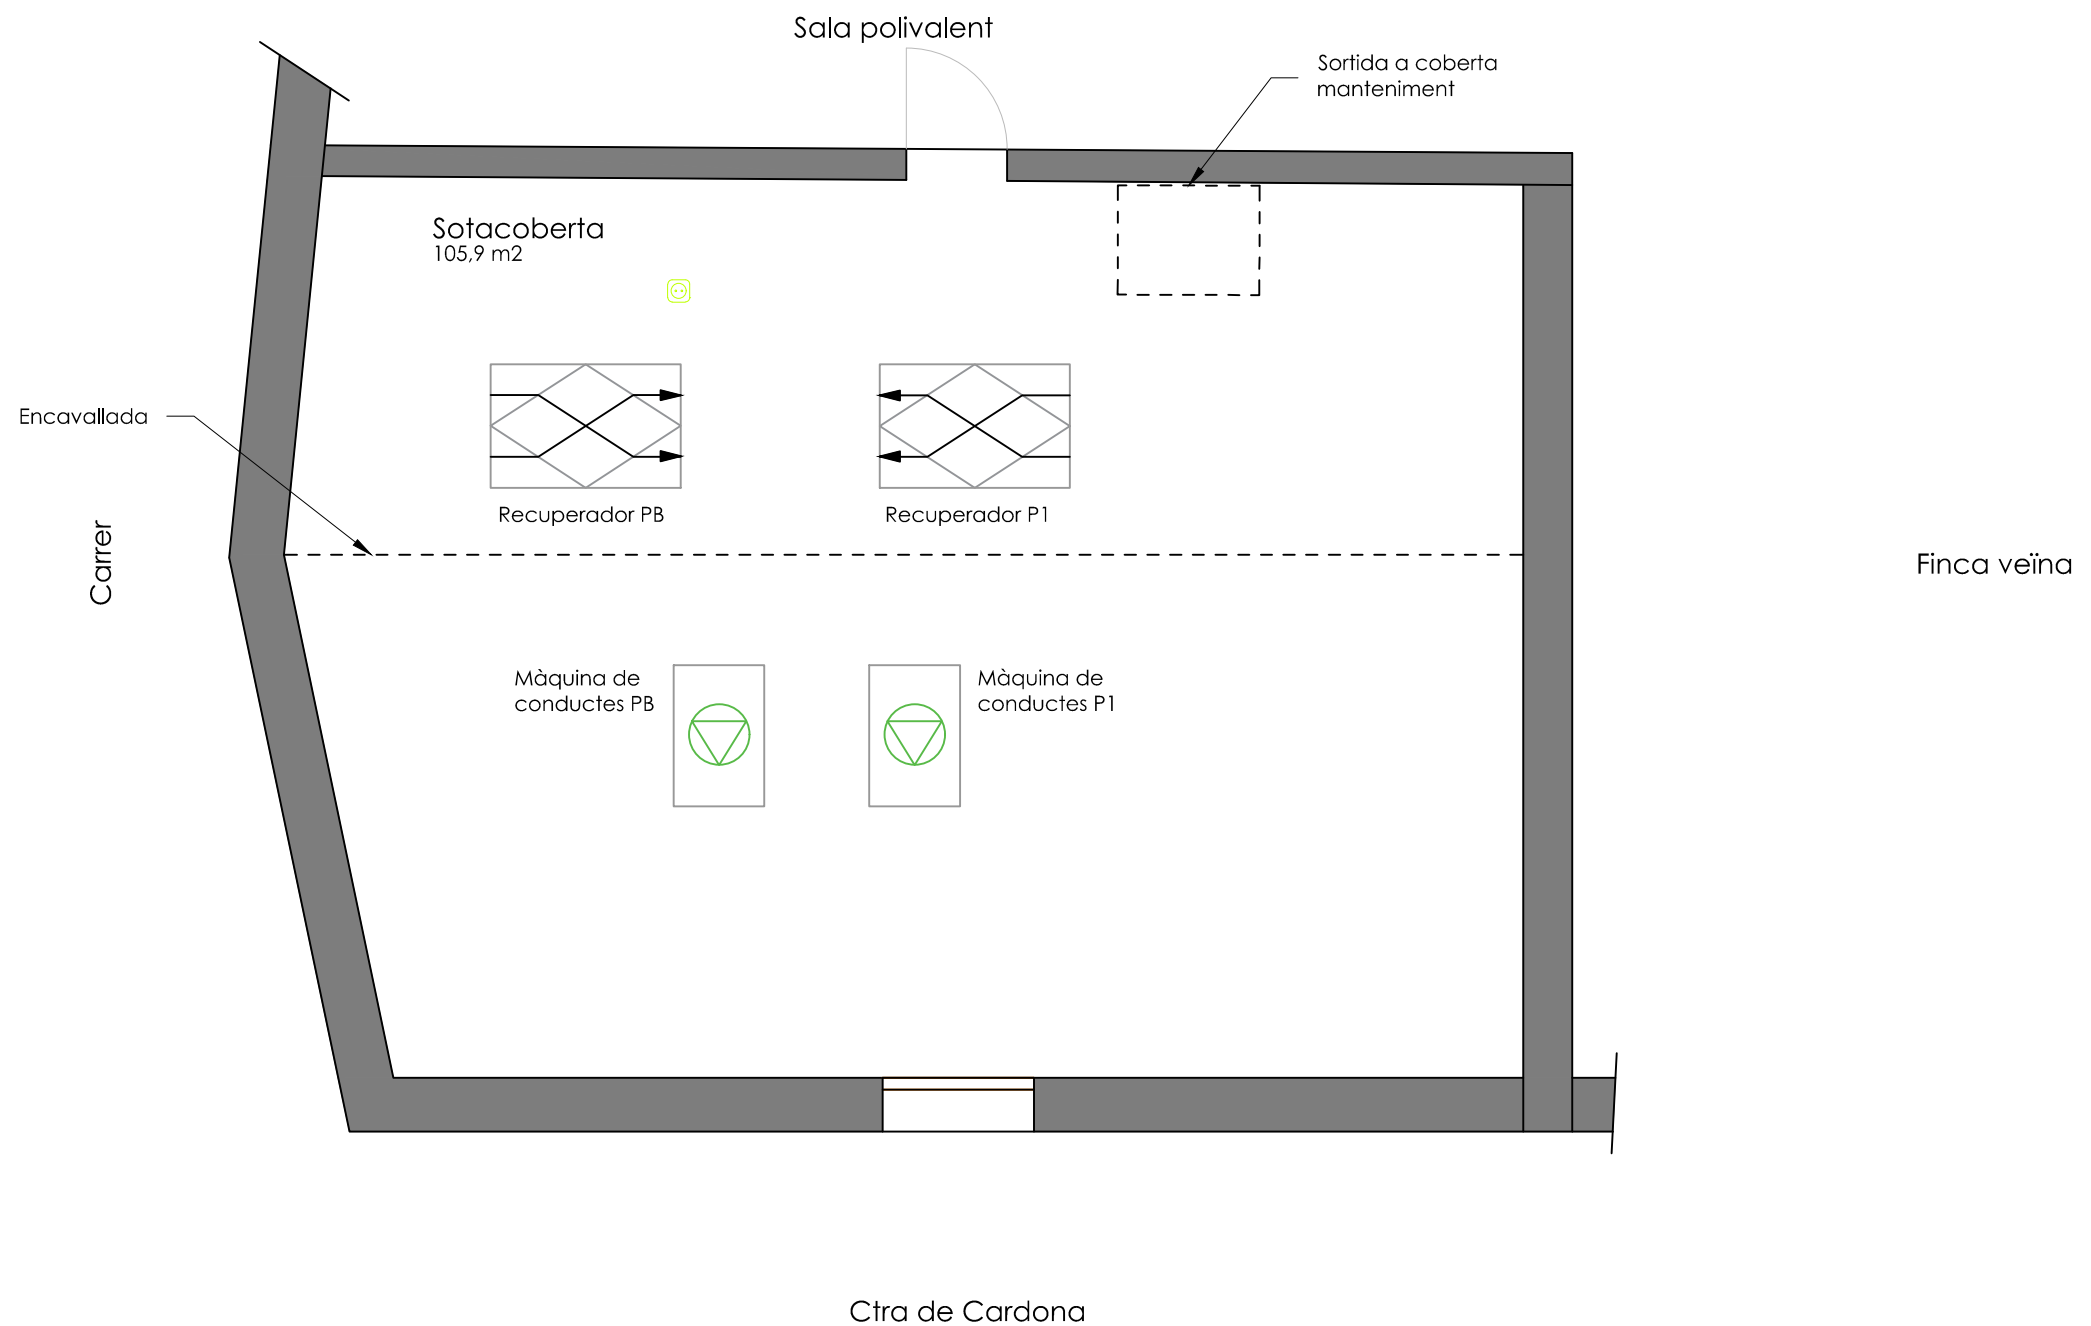 Sala polivalent
Sortida a coberta
manteniment
Sotacoberta
105,9 m2
Encavallada
Recuperador PB
Recuperador P1
Carrer
Finca veïna
Màquina de
conductes PB
Màquina de
conductes P1
Ctra de Cardona